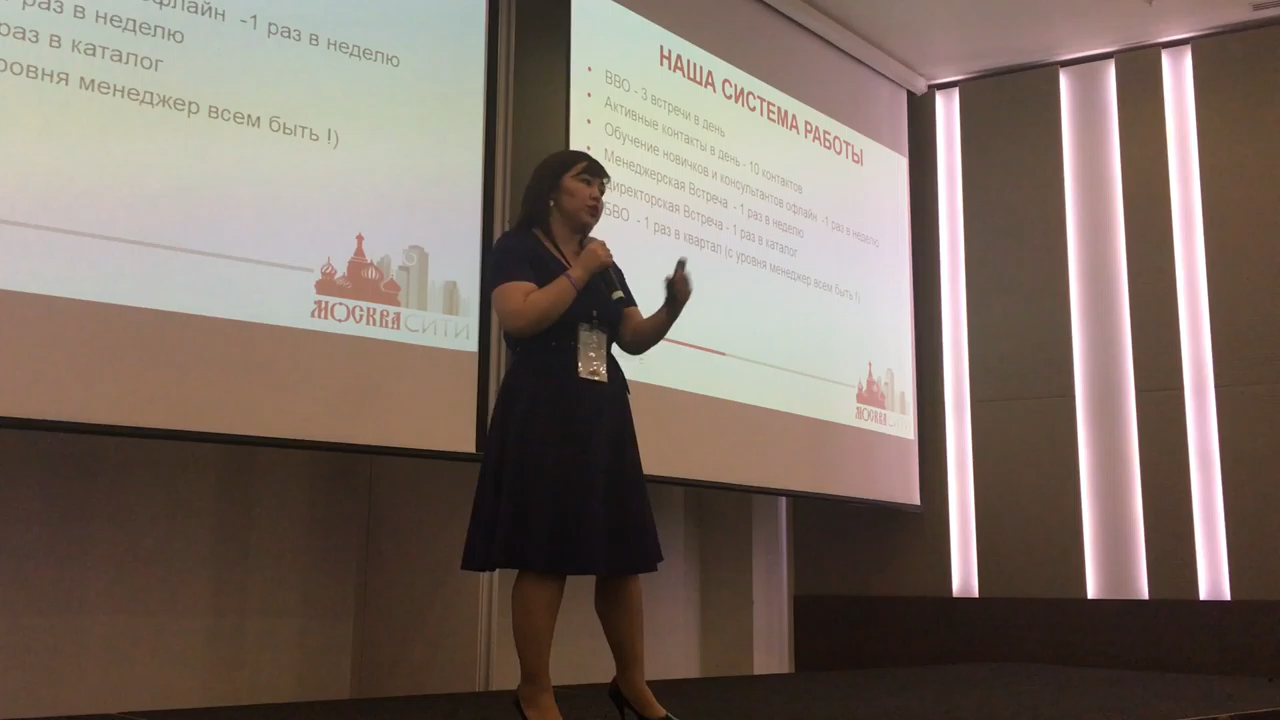 офлайн -1 раз в неделю
раз в неделю
раз в каталог
ровня менеджер всем быть !)
МОСКВА СИТИ
НАША СИСТЕМА РАБОТЫ
ВВО - 3 встречи в день
Активные контакты в день - 10 контактов
Обучение новичков и консультантов офлайн -1 раз в неделю
Менеджерская Встреча - 1 раз в неделю
Директорская Встреча - 1 раз в каталог
БВО - 1 раз в квартал (с уровня менеджер всем быть !)
МОСКВА СИТИ